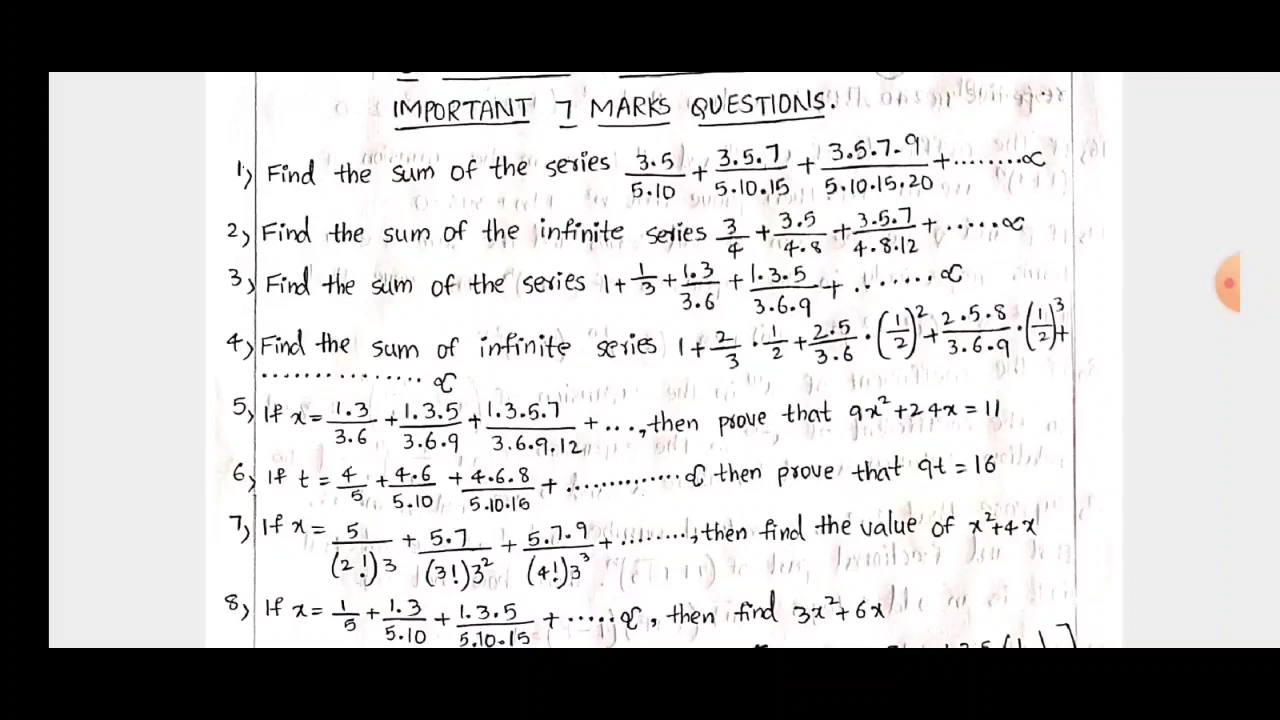 IMPORTANT 7 MARKS QUESTIONS.
1) Find the sum of the series 3.5/5.10 + 3.5.7/5.10.15 + 3.5.7.9/5.10.15.20 + ........∝
2) Find the sum of the infinite series 3/4 + 3.5/4.8 + 3.5.7/4.8.12 + ......∝
3) Find the sum of the series 1 + 1/3 + 1.3/3.6 + 1.3.5/3.6.9 + ........∝
4) Find the sum of infinite series 1 + 2/3 . 1/2 + 2.5/3.6 . (1/2)² + 2.5.8/3.6.9 . (1/2)³ +
............... ∝
5) If x = 1.3/3.6 + 1.3.5/3.6.9 + 1.3.5.7/3.6.9.12 + ..., then prove that 9x² + 24x = 11
6) If t = 4/5 + 4.6/5.10 + 4.6.8/5.10.15 + .............∝ then prove that 9t = 16
7) If x = 5/(2!)3 + 5.7/(3!)3² + 5.7.9/(4!)3³ + ........, then find the value of x²+4x
8) If x = 1/5 + 1.3/5.10 + 1.3.5/5.10.15 + .....∝, then find 3x² + 6x